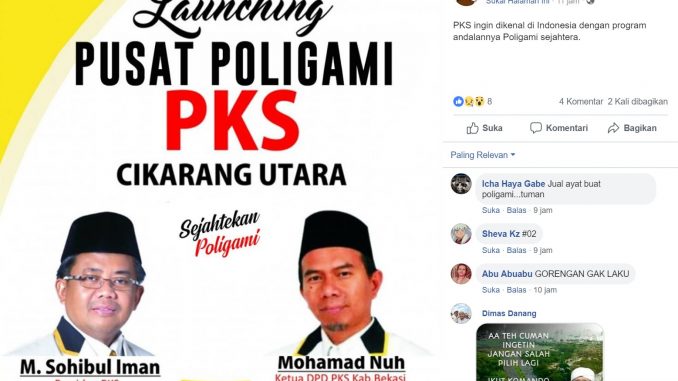 Launching
PUSAT POLIGAMI
PKS
CIKARANG UTARA
Sejahtekan
Poligami
M. Sohibul Iman
Mohamad Nuh
Ketua DPD PKS Kab Bekasi
Sukai Halaman Ini · 11 jam ·
PKS ingin dikenal di Indonesia dengan program
andalannya Poligami sejahtera.
8
4 Komentar 2 Kali dibagikan
Suka Komentari Bagikan
Paling Relevan
Icha Haya Gabe Jual ayat buat
poligami...tuman
Suka · Balas · 9 jam
Sheva Kz #02
Suka · Balas · 9 jam
Abu Abuabu GORENGAN GAK LAKU
Suka · Balas · 10 jam
Dimas Danang
AA TEH CUMAN
INGETIN
JANGAN SALAH
PILIH LAGI
IKUT KOMANDO